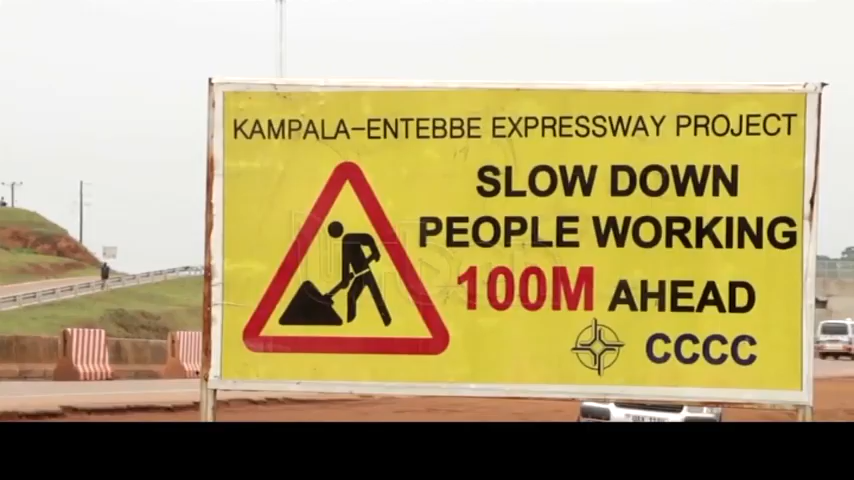 KAMPALA-ENTEBBE EXPRESSWAY PROJECT
SLOW DOWN
PEOPLE WORKING
100M AHEAD
CCCC